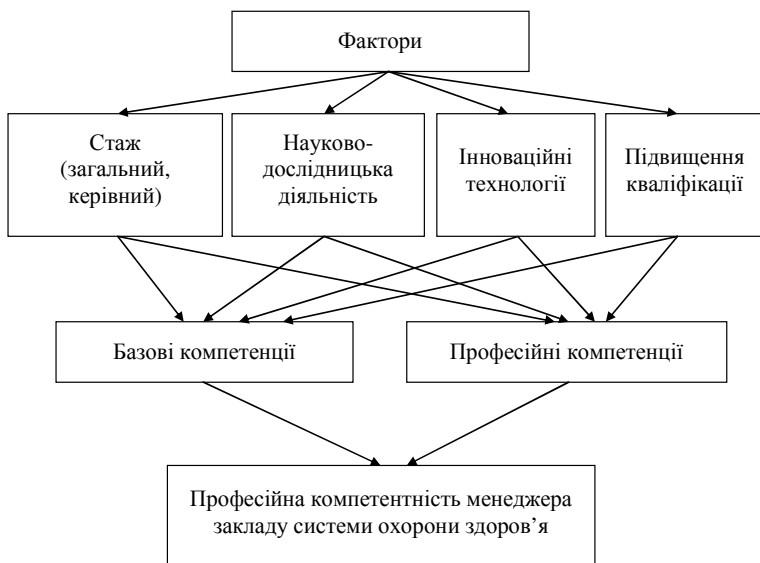 Фактори
Стаж
(загальний,
керівний)
Науково-
дослідницька
діяльність
Інноваційні
технології
Підвищення
кваліфікації
Базові компетенції
Професійні компетенції
Професійна компетентність менеджера
закладу системи охорони здоров’я